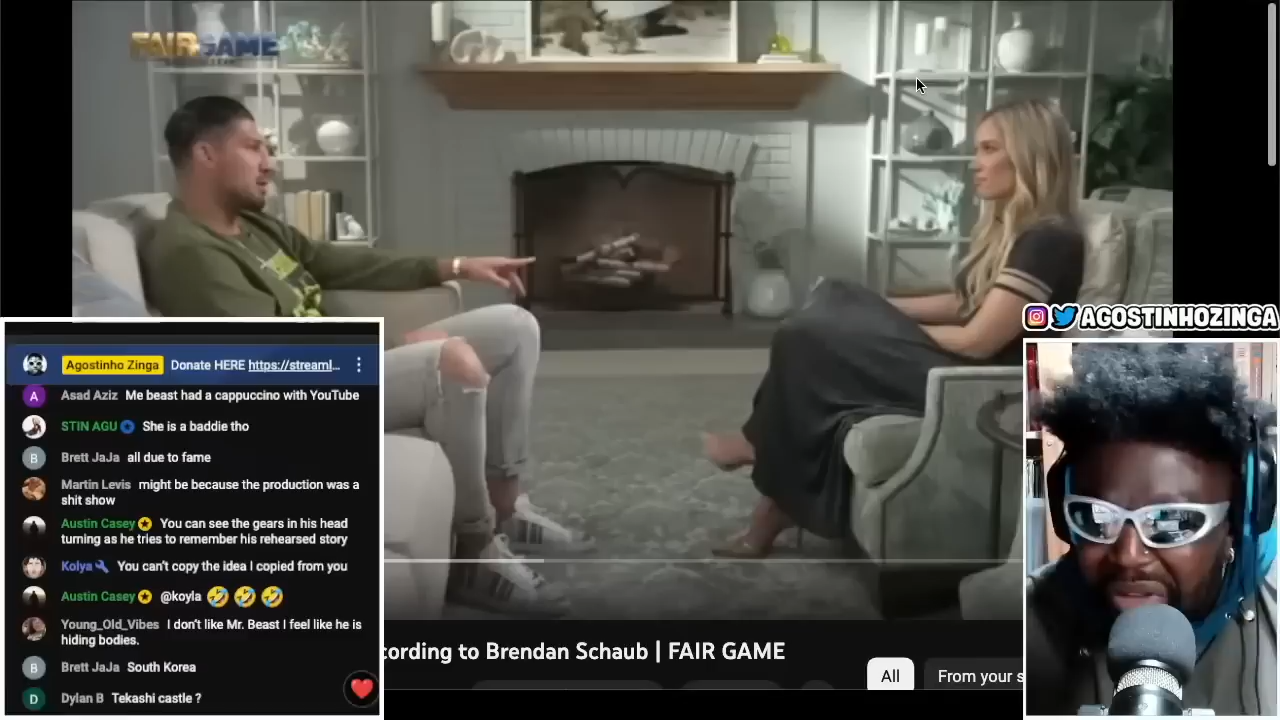 FAIR GAME
AGOSTINHOZINGA
Agostinho Zinga Donate HERE https://streaml...
A Asad Aziz Me beast had a cappuccino with YouTube
STIN AGU She is a baddie tho
B Brett JaJa all due to fame
Martin Levis might be because the production was a
shit show
Austin Casey You can see the gears in his head
turning as he tries to remember his rehearsed story
Kolya You can't copy the idea I copied from you
Austin Casey @koyla 🤣 🤣 🤣
Young_Old_Vibes I don't like Mr. Beast I feel like he is
hiding bodies.
B Brett JaJa South Korea
D Dylan B Tekashi castle ?
cording to Brendan Schaub | FAIR GAME
All From your s